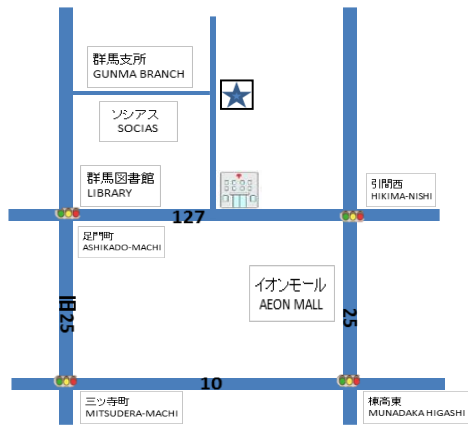 群馬支所
GUNMA BRANCH
ソシアス
SOCIAS
群馬図書館
LIBRARY
引間西
HIKIMA-NISHI
127
足門町
ASHIKADO-MACHI
イオンモール
AEON MALL
旧25
25
10
三ツ寺町
MITSUDERA-MACHI
棟高東
MUNADAKA HIGASHI